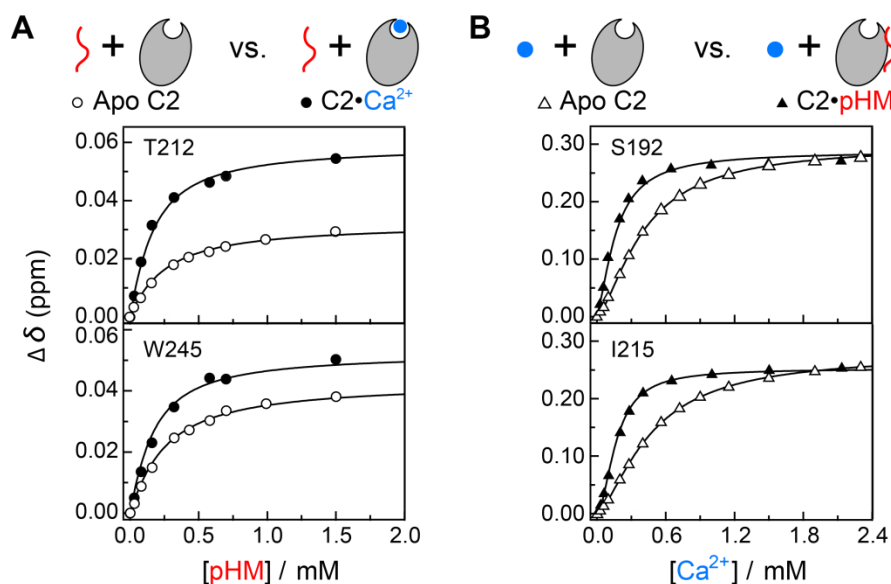 A
+ vs. +
Apo C2 C2•Ca²⁺
T212
0.06
0.04
0.02
0.00
W245
0.06
0.04
0.02
0.00
Δδ (ppm)
0.0 0.5 1.0 1.5 2.0
[pHM] / mM
B
+ vs. +
Apo C2 C2•pHM
S192
0.30
0.20
0.10
0.00
I215
0.30
0.20
0.10
0.00
0.0 0.6 1.2 1.8 2.4
[Ca²⁺] / mM